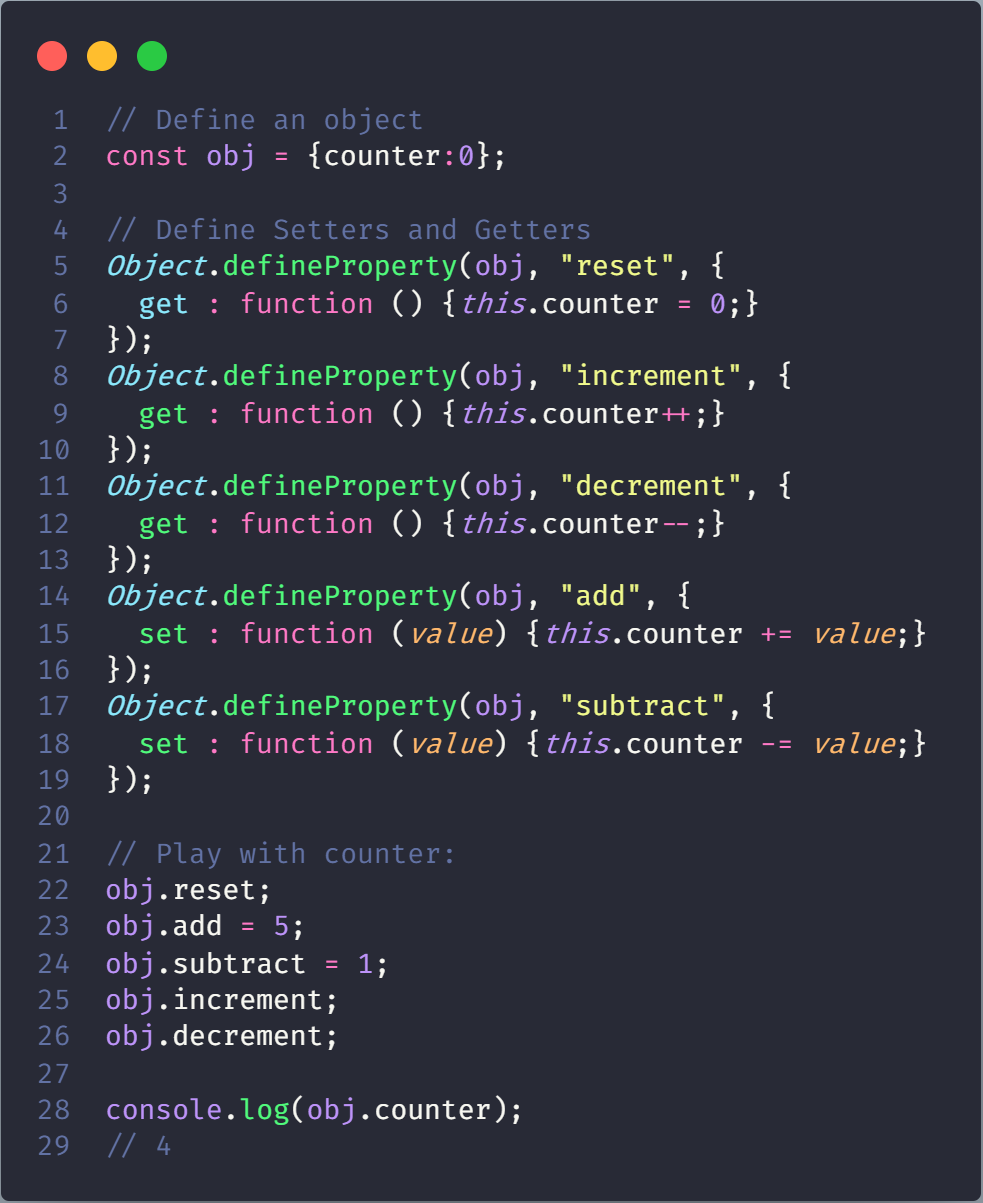 1 // Define an object
2 const obj = {counter:0};
3
4 // Define Setters and Getters
5 Object.defineProperty(obj, "reset", {
6   get : function () {this.counter = 0;}
7 });
8 Object.defineProperty(obj, "increment", {
9   get : function () {this.counter++;}
10 });
11 Object.defineProperty(obj, "decrement", {
12   get : function () {this.counter--;}
13 });
14 Object.defineProperty(obj, "add", {
15   set : function (value) {this.counter += value;}
16 });
17 Object.defineProperty(obj, "subtract", {
18   set : function (value) {this.counter -= value;}
19 });
20
21 // Play with counter:
22 obj.reset;
23 obj.add = 5;
24 obj.subtract = 1;
25 obj.increment;
26 obj.decrement;
27
28 console.log(obj.counter);
29 // 4